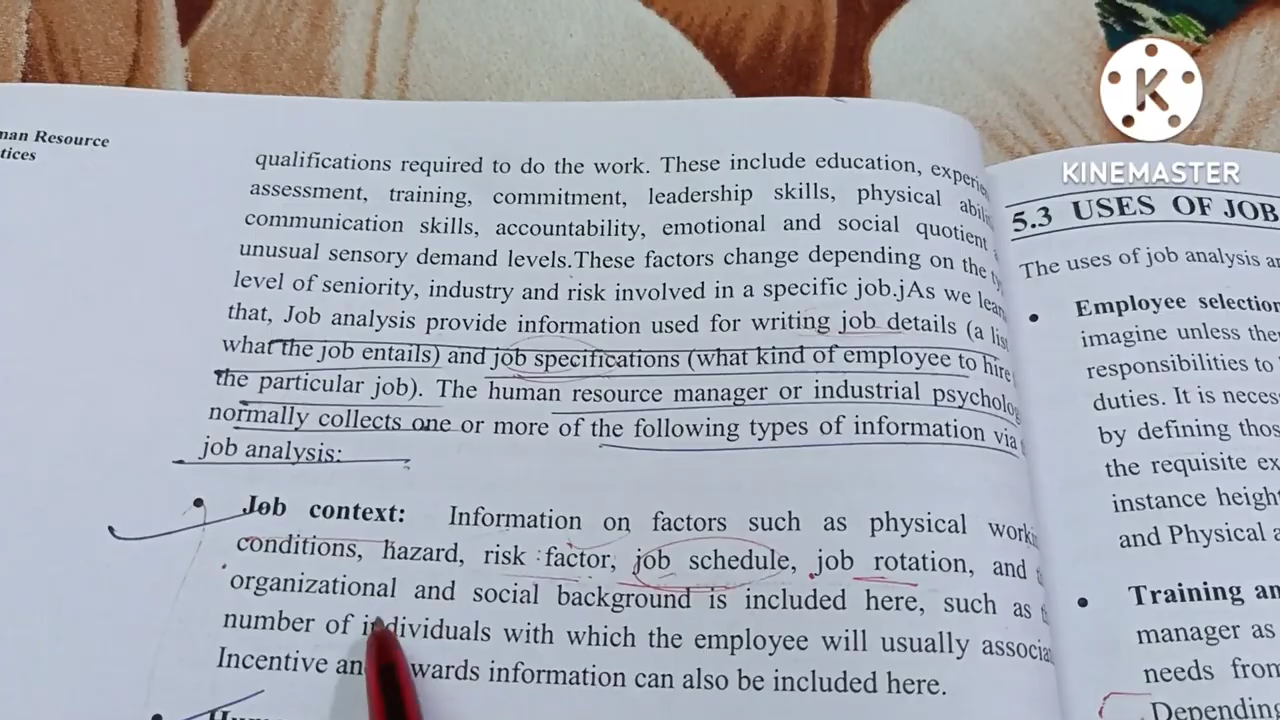 K
KINEMASTER
man Resource
tices
qualifications required to do the work. These include education, experie
assessment, training, commitment, leadership skills, physical abili
communication skills, accountability, emotional and social quotient
unusual sensory demand levels.These factors change depending on the ty
level of seniority, industry and risk involved in a specific job.jAs we lear
that, Job analysis provide information used for writing job details (a lis
what the job entails) and job specifications (what kind of employee to hire
the particular job). The human resource manager or industrial psycholog
normally collects one or more of the following types of information via
job analysis:
• Job context: Information on factors such as physical worki
conditions, hazard, risk factor, job schedule, job rotation, and
organizational and social background is included here, such as
number of individuals with which the employee will usually associa
Incentive and wards information can also be included here.
5.3 USES OF JOB
The uses of job analysis ar
• Employee selection
imagine unless the
responsibilities to
duties. It is neces
by defining thos
the requisite ex
instance heigh
and Physical a
• Training an
manager as
needs from
Depending